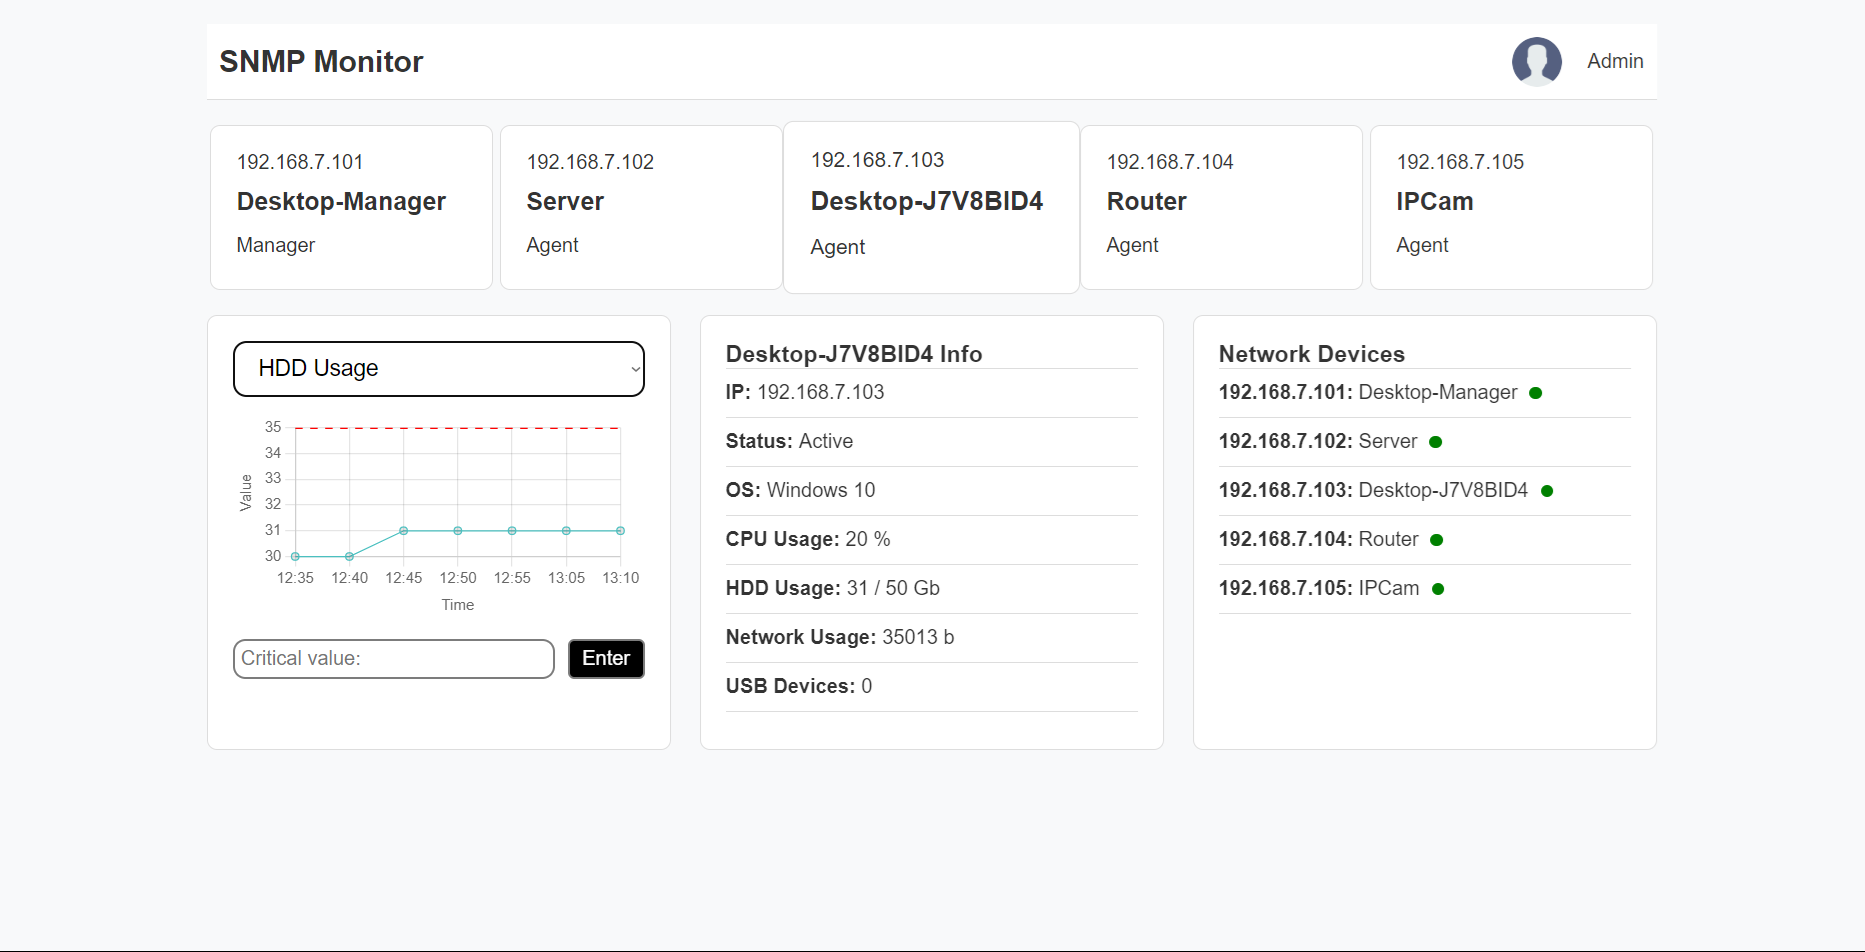 SNMP Monitor
Admin
192.168.7.101
Desktop-Manager
Manager
192.168.7.102
Server
Agent
192.168.7.103
Desktop-J7V8BID4
Agent
192.168.7.104
Router
Agent
192.168.7.105
IPCam
Agent
HDD Usage
35
34
33
32
31
30
Value
12:35 12:40 12:45 12:50 12:55 13:05 13:10
Time
Critical value:
Enter
Desktop-J7V8BID4 Info
IP: 192.168.7.103
Status: Active
OS: Windows 10
CPU Usage: 20 %
HDD Usage: 31 / 50 Gb
Network Usage: 35013 b
USB Devices: 0
Network Devices
192.168.7.101: Desktop-Manager
192.168.7.102: Server
192.168.7.103: Desktop-J7V8BID4
192.168.7.104: Router
192.168.7.105: IPCam